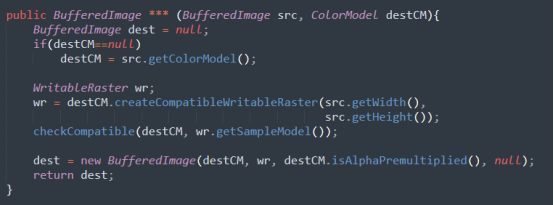 public BufferedImage *** (BufferedImage src, ColorModel destCM){
    BufferedImage dest = null;
    if(destCM==null)
        destCM = src.getColorModel();

    WritableRaster wr;
    wr = destCM.createCompatibleWritableRaster(src.getWidth(),
                                               src.getHeight());
    checkCompatible(destCM, wr.getSampleModel());

    dest = new BufferedImage(destCM, wr, destCM.isAlphaPremultiplied(), null);
    return dest;
}